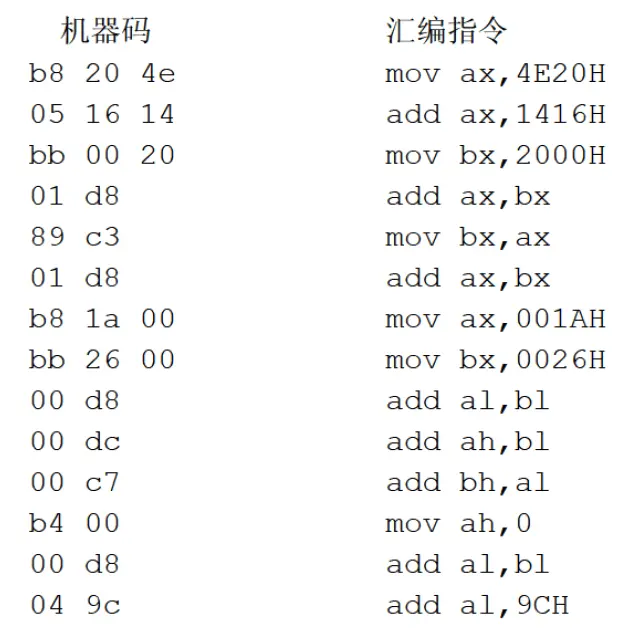 机器码 汇编指令
b8 20 4e mov ax,4E20H
05 16 14 add ax,1416H
bb 00 20 mov bx,2000H
01 d8 add ax,bx
89 c3 mov bx,ax
01 d8 add ax,bx
b8 1a 00 mov ax,001AH
bb 26 00 mov bx,0026H
00 d8 add al,bl
00 dc add ah,bl
00 c7 add bh,al
b4 00 mov ah,0
00 d8 add al,bl
04 9c add al,9CH